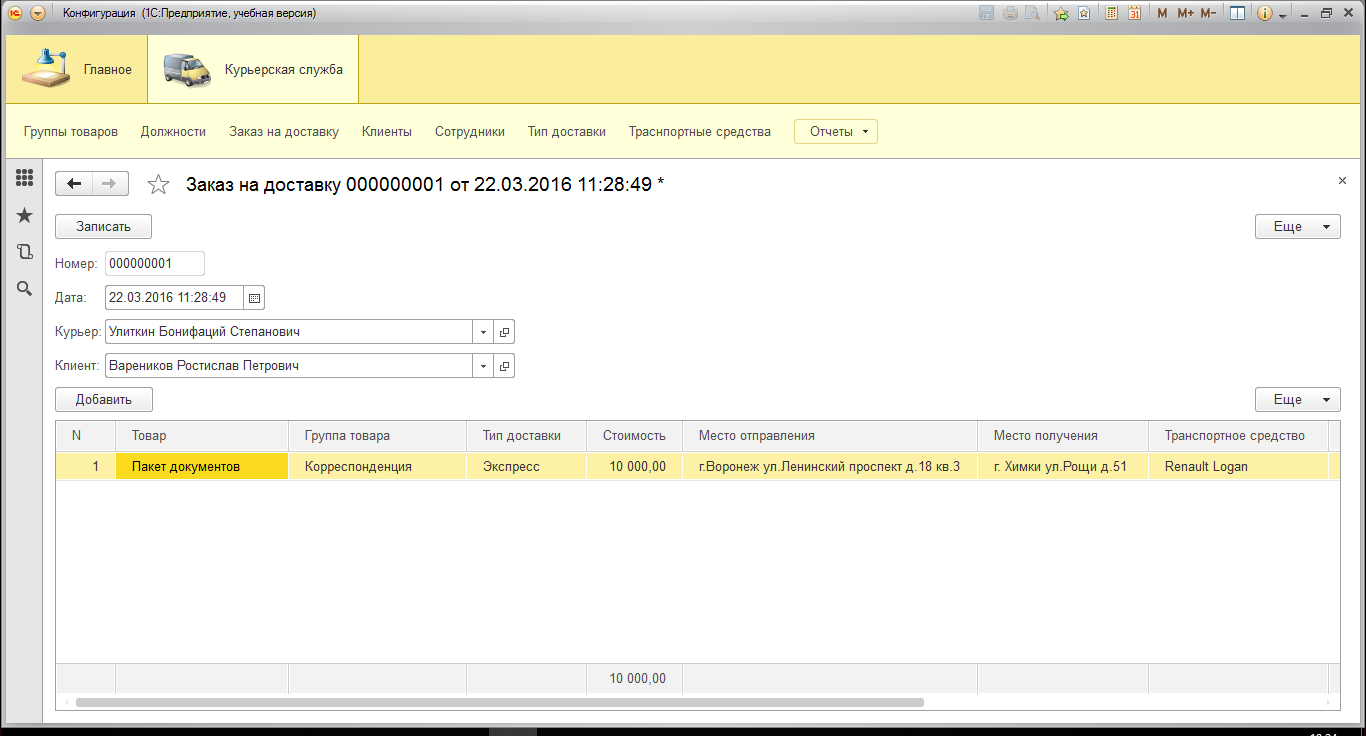 Конфигурация (1С:Предприятие, учебная версия) M M+ M-
Главное Курьерская служба
Группы товаров Должности Заказ на доставку Клиенты Сотрудники Тип доставки Траснпортные средства Отчеты
Заказ на доставку 000000001 от 22.03.2016 11:28:49 *
Записать Еще
Номер: 000000001
Дата: 22.03.2016 11:28:49
Курьер: Улиткин Бонифаций Степанович
Клиент: Вареников Ростислав Петрович
Добавить Еще
N Товар Группа товара Тип доставки Стоимость Место отправления Место получения Транспортное средство
1 Пакет документов Корреспонденция Экспресс 10 000,00 г.Воронеж ул.Ленинский проспект д.18 кв.3 г. Химки ул.Рощи д.51 Renault Logan
10 000,00